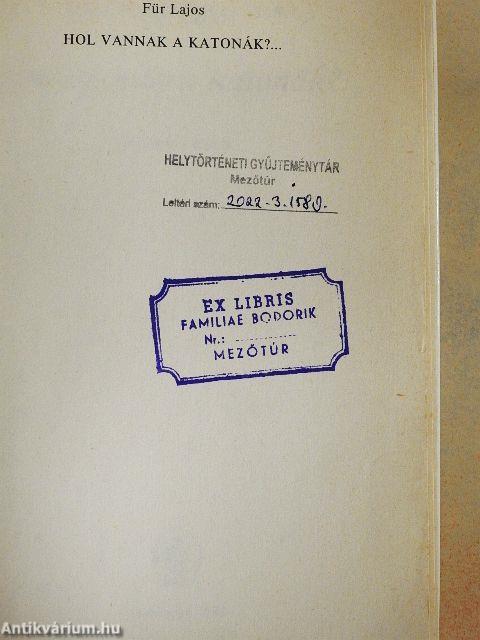 Für Lajos
HOL VANNAK A KATONÁK?...
HELYTÖRTÉNETI GYŰJTEMÉNYTÁR
Mezőtúr
Leltári szám: 2022-3.158J.
EX LIBRIS
FAMILIAE BODORIK
Nr.:
MEZŐTÚR
Antikvárium.hu